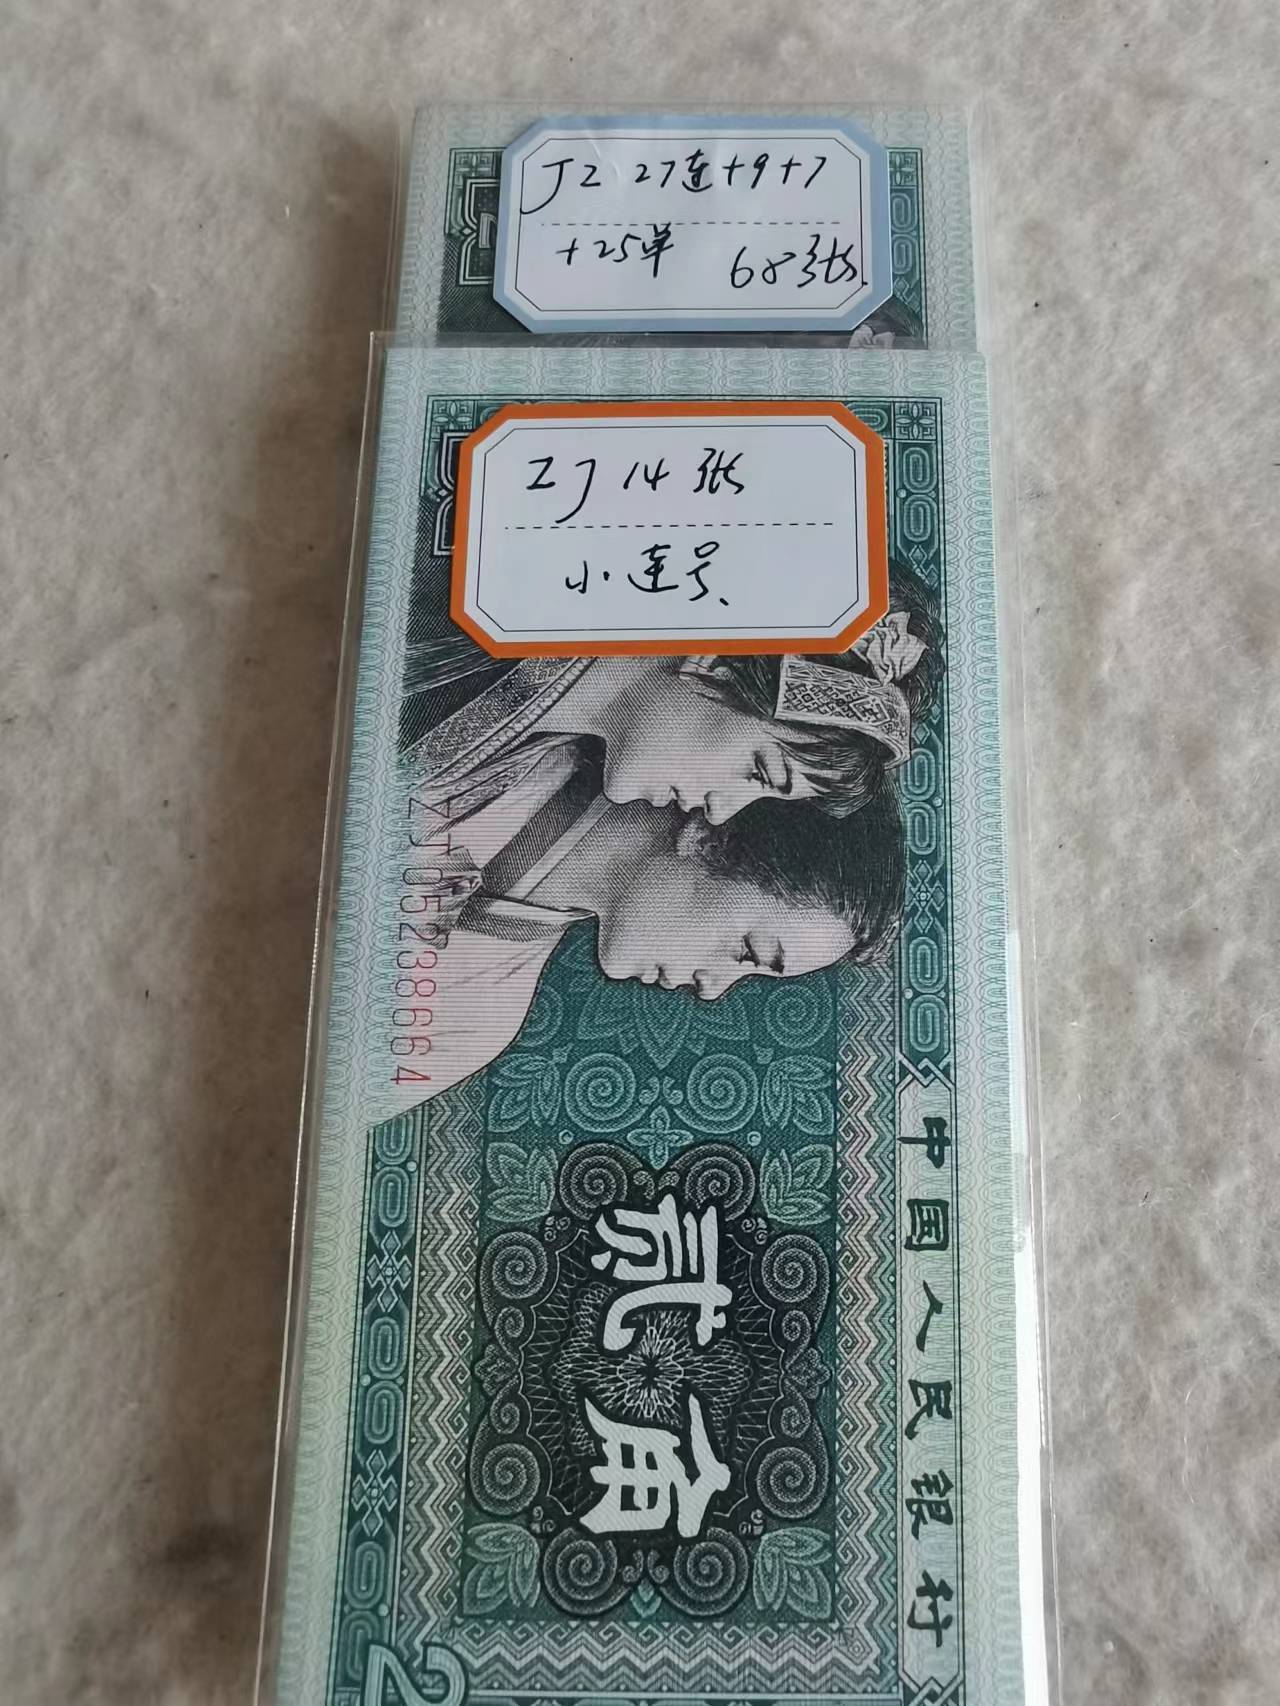 JZ 27连+9+7
+25单 68张.
ZJ 14张
小连号、
ZJ05238664
中国人民银行
贰角
2